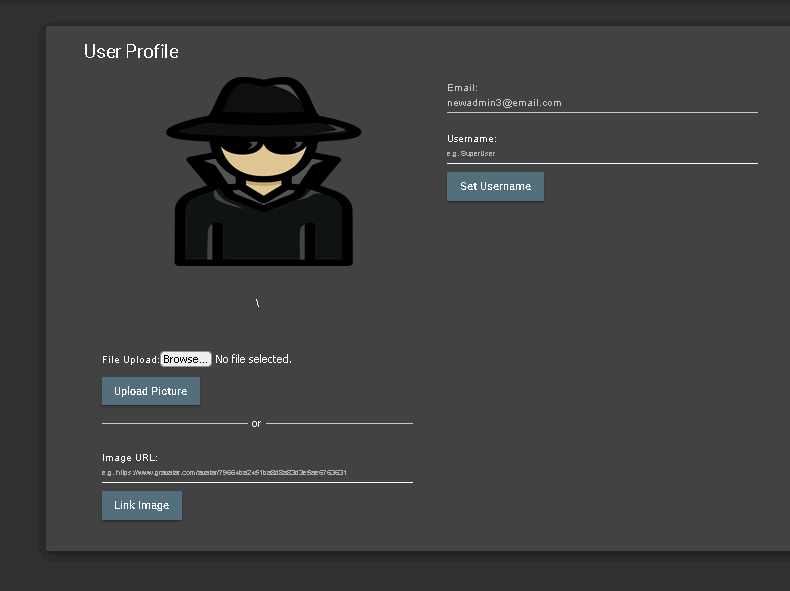 User Profile
Email:
newadmin3@email.com
Username:
e.g. SuperUser
Set Username
\
File Upload: Browse... No file selected.
Upload Picture
or
Image URL:
e.g. https://www.gravatar.com/avatar/
Link Image